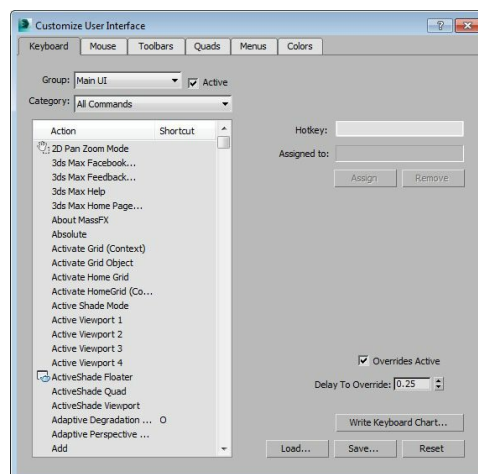 Customize User Interface
Keyboard Mouse Toolbars Quads Menus Colors
Group: Main UI Active
Category: All Commands
Action Shortcut
2D Pan Zoom Mode
3ds Max Facebook...
3ds Max Feedback...
3ds Max Help
3ds Max Home Page...
About MassFX
Absolute
Activate Grid (Context)
Activate Grid Object
Activate Home Grid
Activate HomeGrid (Co...
Active Shade Mode
Active Viewport 1
Active Viewport 2
Active Viewport 3
Active Viewport 4
ActiveShade Floater
ActiveShade Quad
ActiveShade Viewport
Adaptive Degradation ... O
Adaptive Perspective ...
Add
Hotkey:
Assigned to:
Assign Remove
Overrides Active
Delay To Override: 0.25
Write Keyboard Chart...
Load... Save... Reset